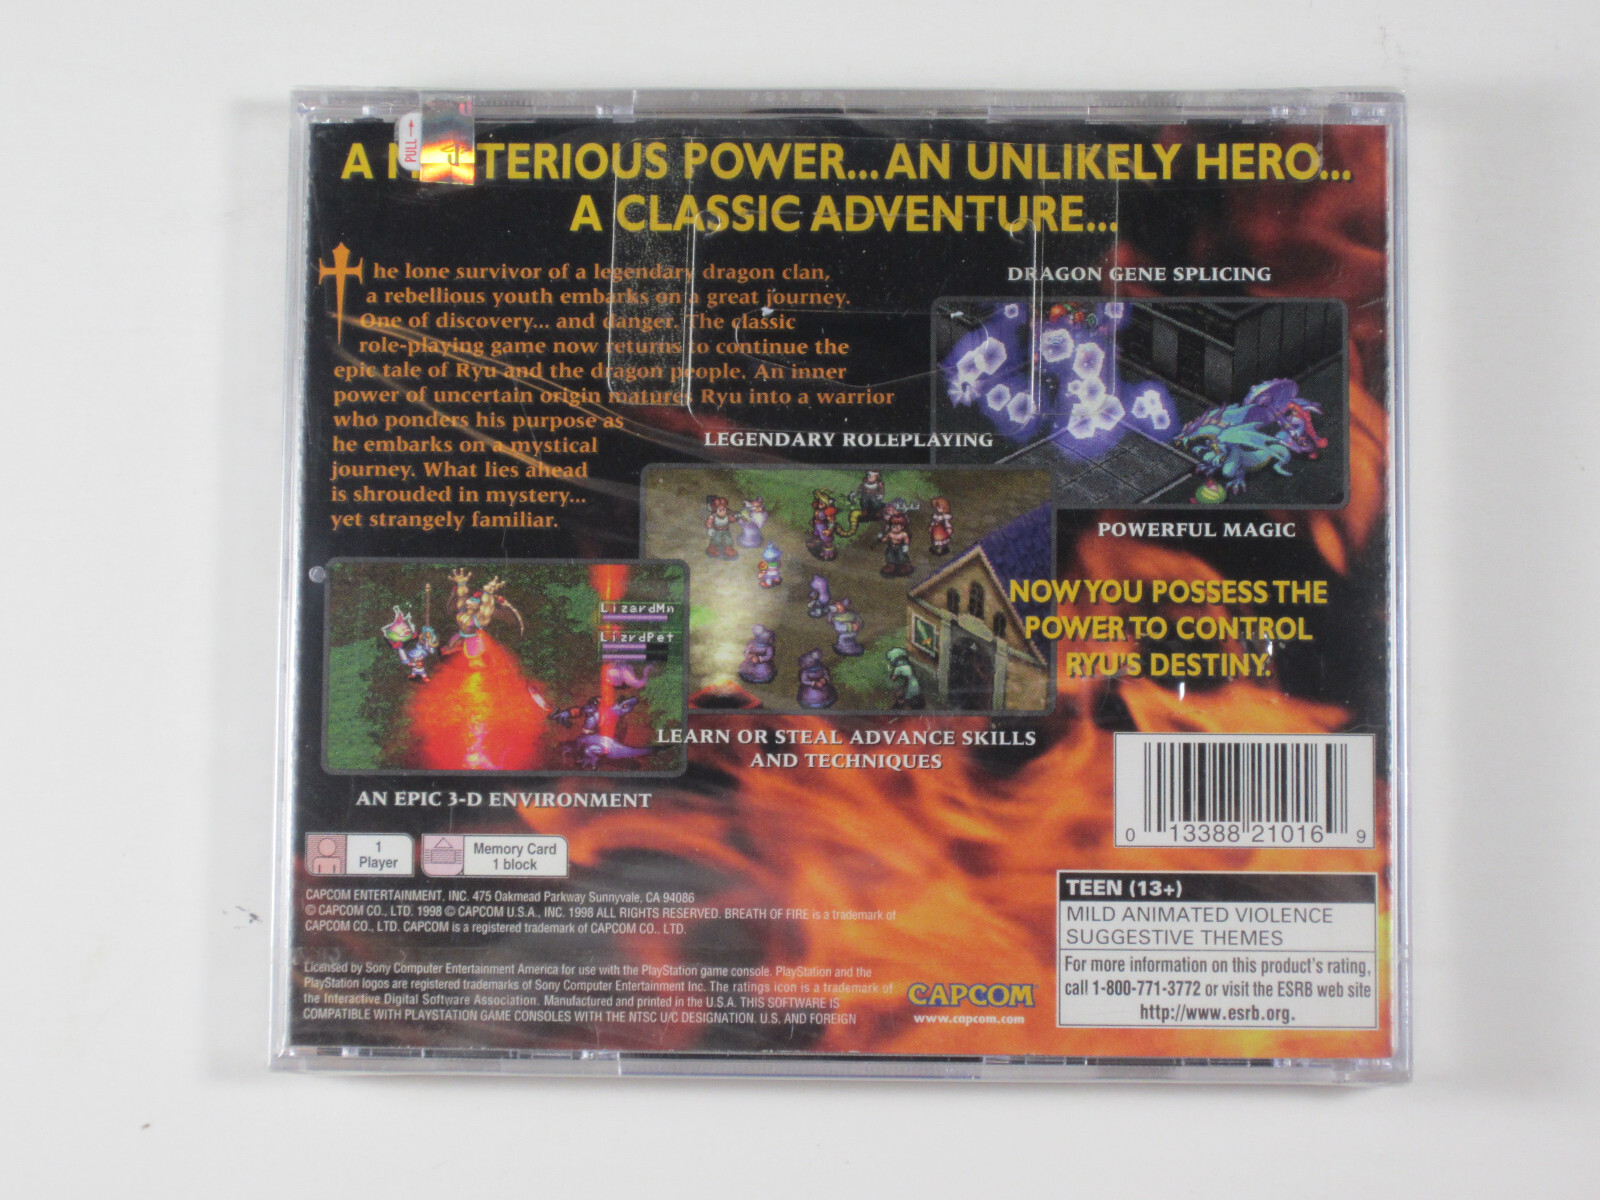 PULL→
A M TERIOUS POWER... AN UNLIKELY HERO...
A CLASSIC ADVENTURE...
The lone survivor of a legendary dragon clan,
a rebellious youth embarks on a great journey.
One of discovery... and danger. The classic
role-playing game now returns to continue the
epic tale of Ryu and the dragon people. An inner
power of uncertain origin matures Ryu into a warrior
who ponders his purpose as
he embarks on a mystical
journey. What lies ahead
is shrouded in mystery...
yet strangely familiar.
DRAGON GENE SPLICING
LEGENDARY ROLEPLAYING
POWERFUL MAGIC
NOW YOU POSSESS THE
POWER TO CONTROL
RYU'S DESTINY.
LizardMn
LizrdPet
LEARN OR STEAL ADVANCE SKILLS
AND TECHNIQUES
AN EPIC 3-D ENVIRONMENT
1
Player
Memory Card
1 block
0 13388 21016 9
CAPCOM ENTERTAINMENT, INC. 475 Oakmead Parkway Sunnyvale, CA 94086
© CAPCOM CO., LTD. 1998 © CAPCOM U.S.A., INC. 1998 ALL RIGHTS RESERVED. BREATH OF FIRE is a trademark of
CAPCOM CO., LTD. CAPCOM is a registered trademark of CAPCOM CO., LTD.
Licensed by Sony Computer Entertainment America for use with the PlayStation game console. PlayStation and the
PlayStation logos are registered trademarks of Sony Computer Entertainment Inc. The ratings icon is a trademark of
the Interactive Digital Software Association. Manufactured and printed in the U.S.A. THIS SOFTWARE IS
COMPATIBLE WITH PLAYSTATION GAME CONSOLES WITH THE NTSC U/C DESIGNATION. U.S. AND FOREIGN
CAPCOM
www.capcom.com
TEEN (13+)
MILD ANIMATED VIOLENCE
SUGGESTIVE THEMES
For more information on this product's rating,
call 1-800-771-3772 or visit the ESRB web site
http://www.esrb.org.